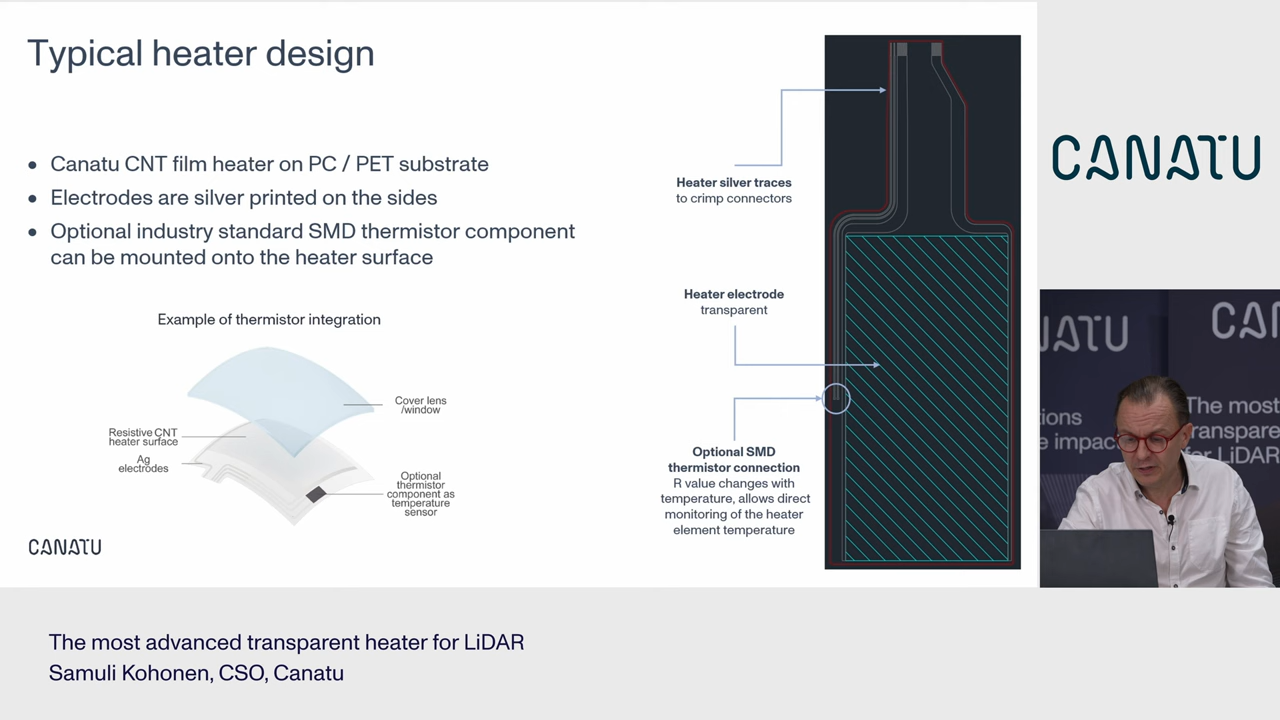 Typical heater design
Canatu CNT film heater on PC / PET substrate
Electrodes are silver printed on the sides
Optional industry standard SMD thermistor component
can be mounted onto the heater surface
Example of thermistor integration
Cover lens
/window
Resistive CNT
heater surface
Ag
electrodes
Optional
thermistor
component as
temperature
sensor
CANATU
Heater silver traces
to crimp connectors
Heater electrode
transparent
Optional SMD
thermistor connection
R value changes with
temperature, allows direct
monitoring of the heater
element temperature
CANATU
The most
The most advanced transparent heater for LiDAR
Samuli Kohonen, CSO, Canatu